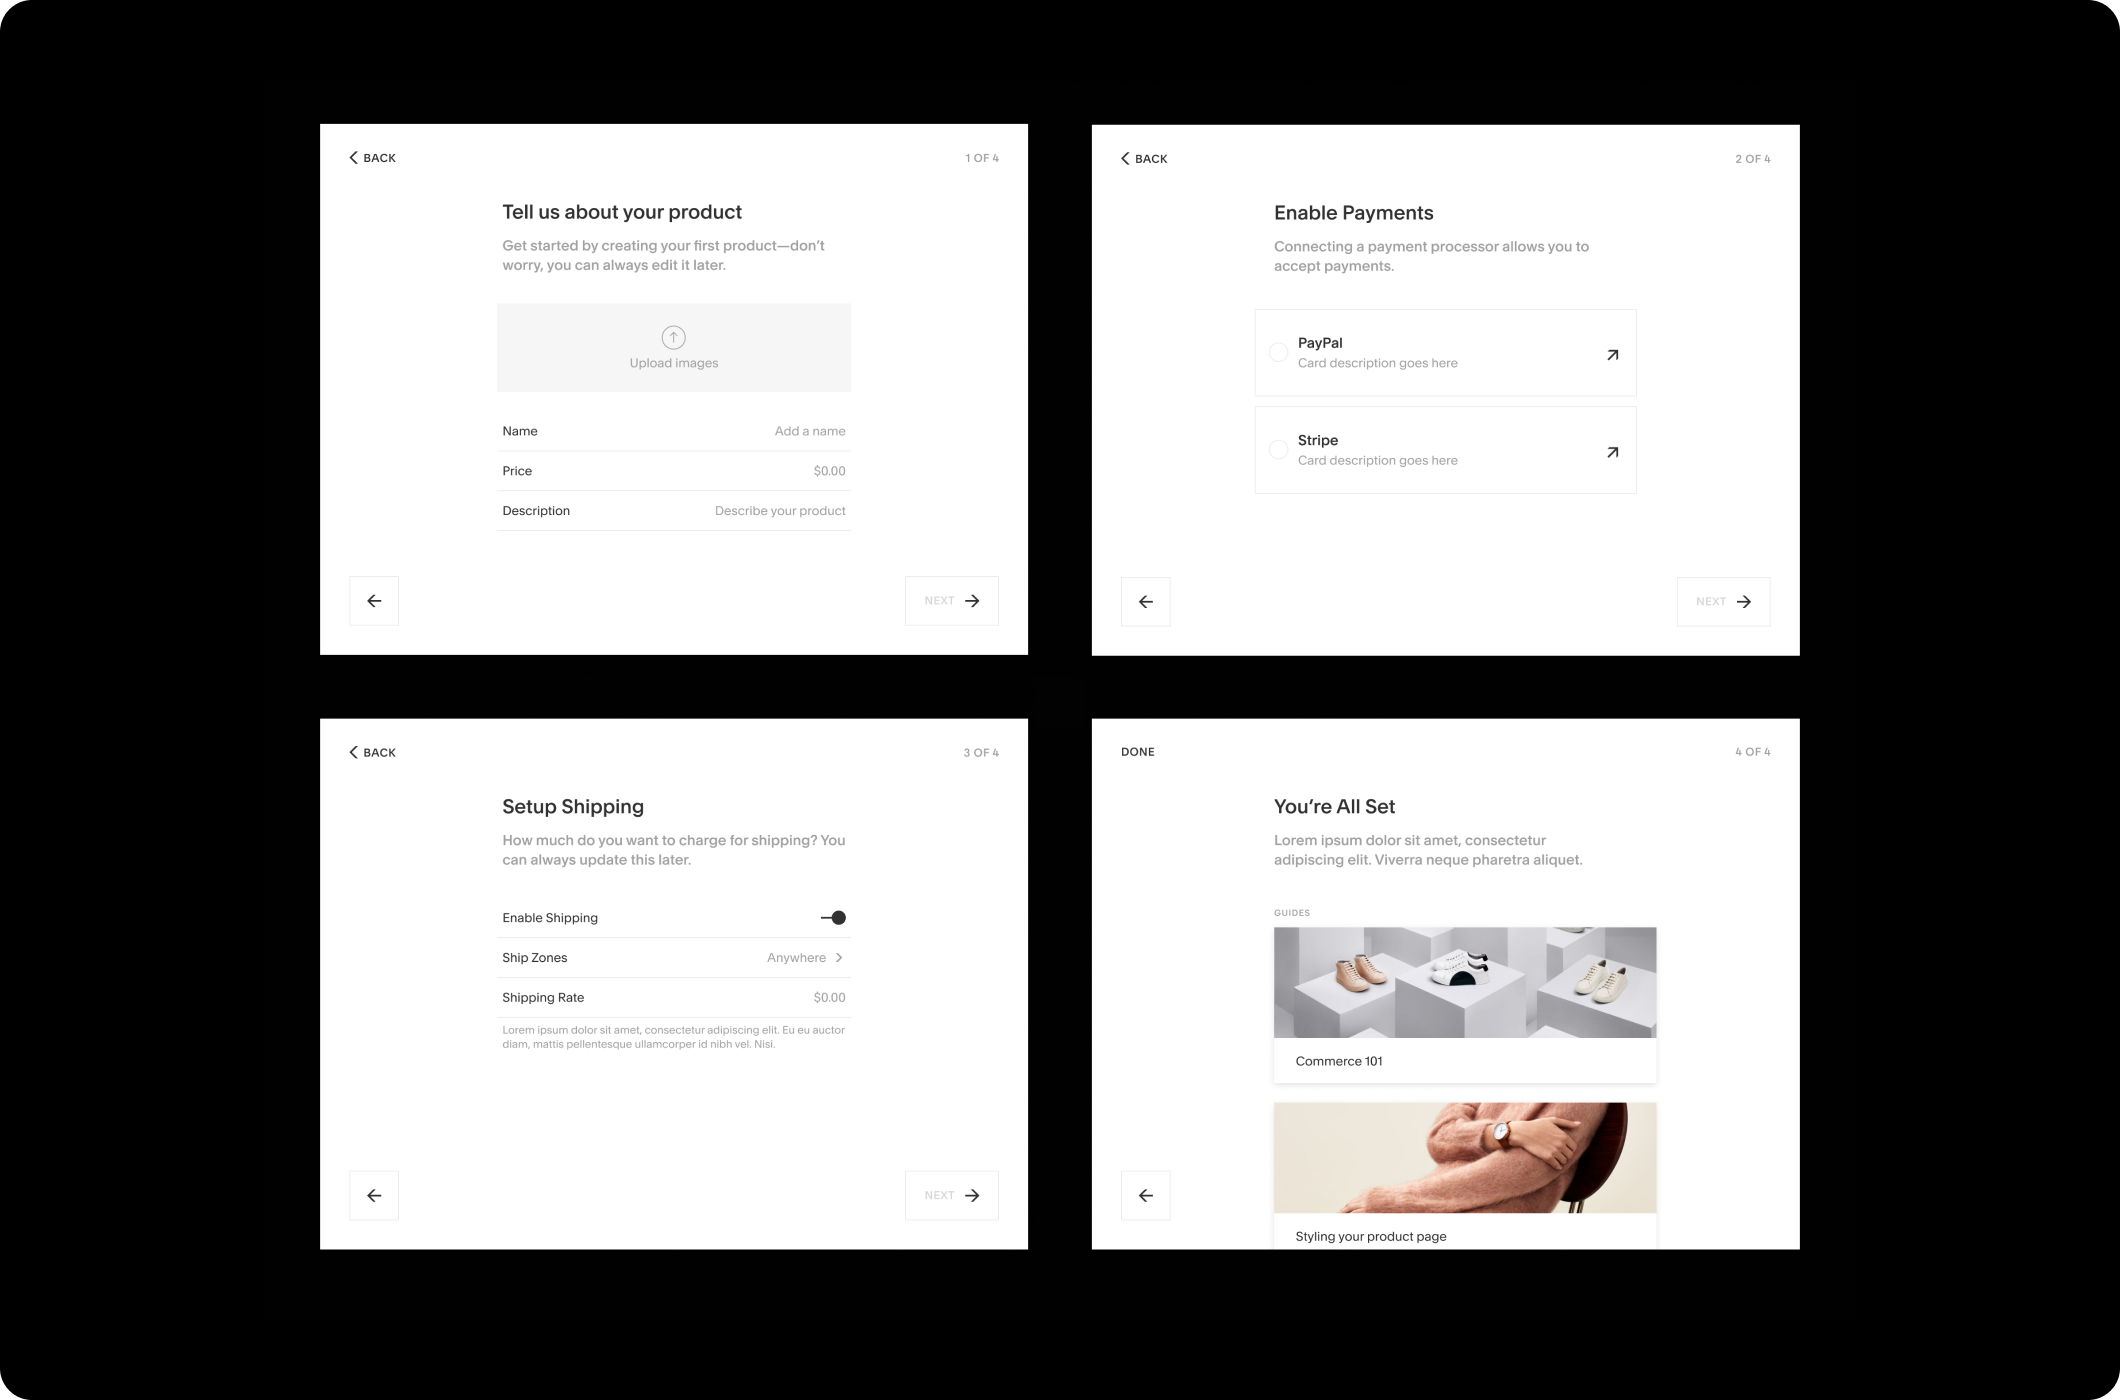 BACK
1 OF 4
Tell us about your product
Get started by creating your first product—don’t
worry, you can always edit it later.
Upload images
Name
Add a name
Price
$0.00
Description
Describe your product
NEXT
BACK
2 OF 4
Enable Payments
Connecting a payment processor allows you to
accept payments.
PayPal
Card description goes here
Stripe
Card description goes here
NEXT
BACK
3 OF 4
Setup Shipping
How much do you want to charge for shipping? You
can always update this later.
Enable Shipping
Ship Zones
Anywhere
Shipping Rate
$0.00
Lorem ipsum dolor sit amet, consectetur adipiscing elit. Eu eu auctor
diam, mattis pellentesque ullamcorper id nibh vel. Nisi.
NEXT
DONE
4 OF 4
You’re All Set
Lorem ipsum dolor sit amet, consectetur
adipiscing elit. Viverra neque pharetra aliquet.
GUIDES
Commerce 101
Styling your product page